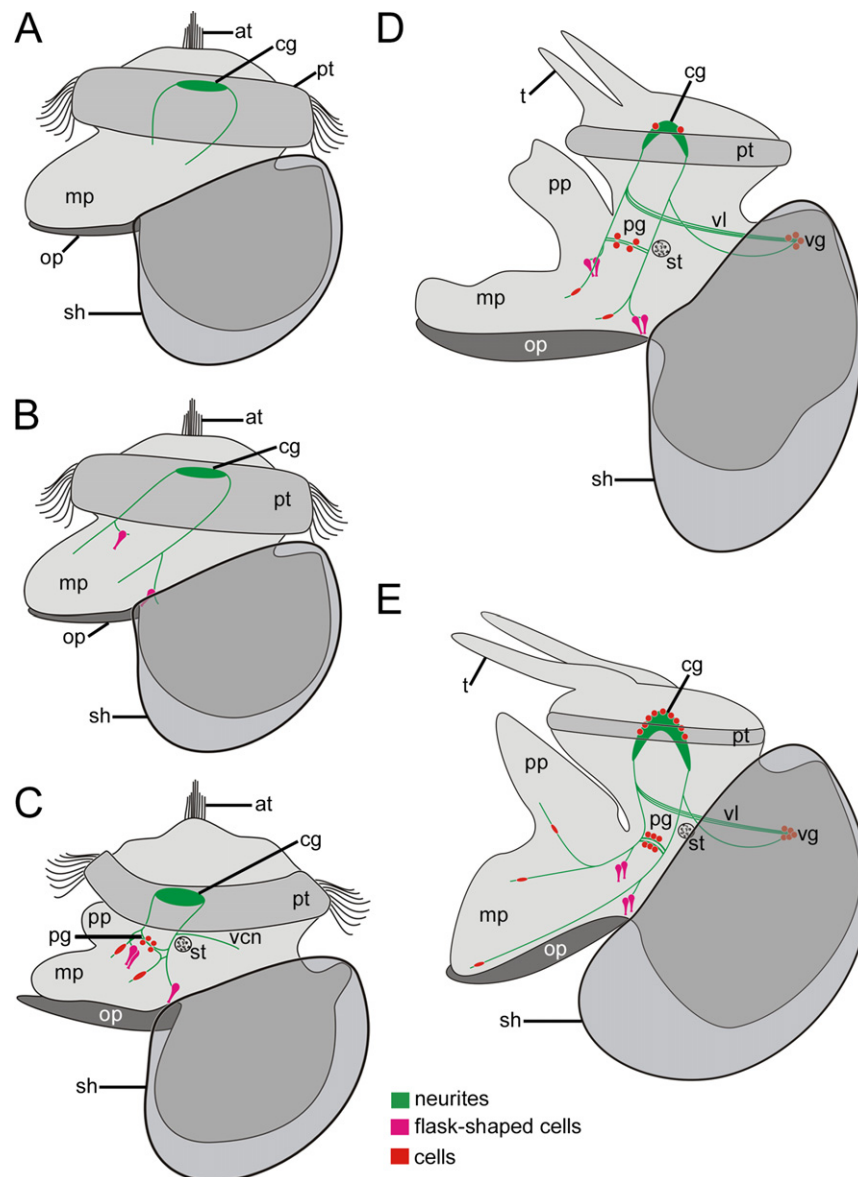 A
at
cg
pt
mp
op
sh
B
at
cg
pt
mp
op
sh
C
at
cg
pt
pp
pg
vcn
st
mp
op
sh
D
t
cg
pt
pp
pg
vl
vg
st
mp
op
sh
E
t
cg
pt
pp
pg
vl
vg
st
mp
op
sh
neurites
flask-shaped cells
cells